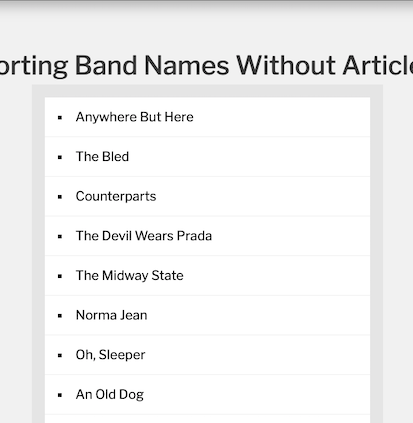 orting Band Names Without Article
Anywhere But Here
The Bled
Counterparts
The Devil Wears Prada
The Midway State
Norma Jean
Oh, Sleeper
An Old Dog